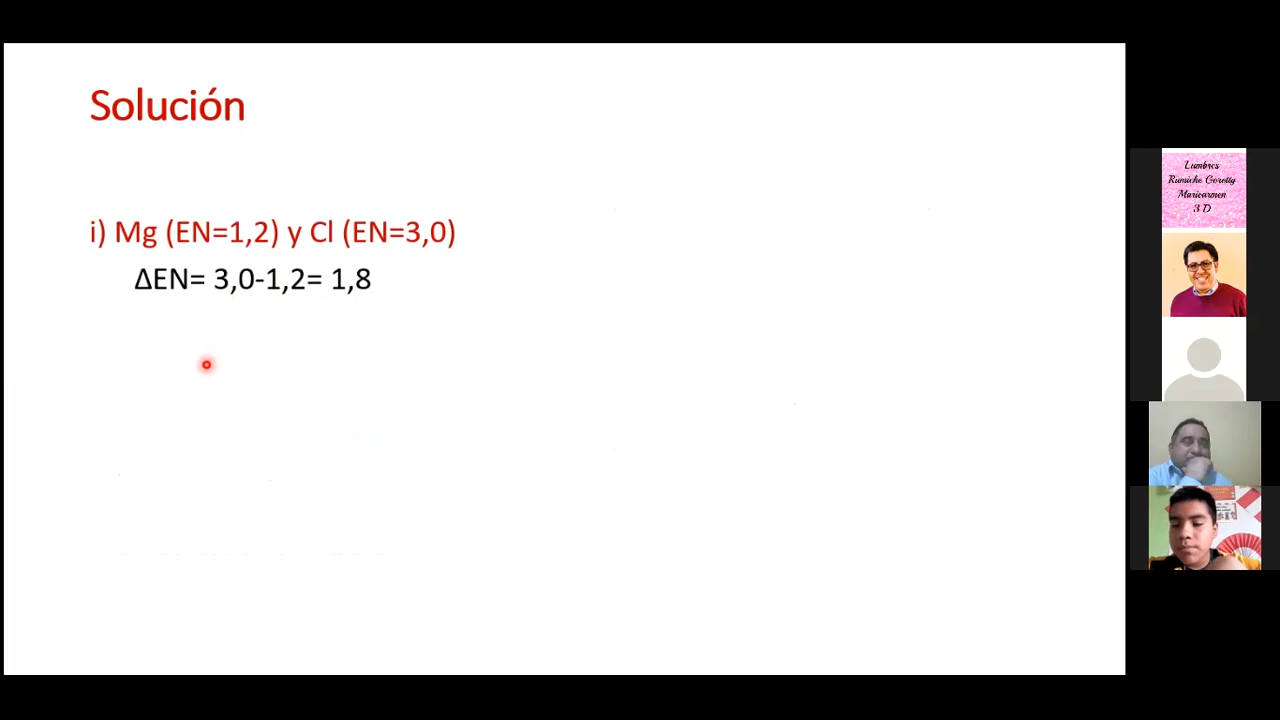 Solución
i) Mg (EN=1,2) y Cl (EN=3,0)
ΔEN= 3,0-1,2= 1,8
Lumbres
Rumiche Goretty
Maricarmen
3 D